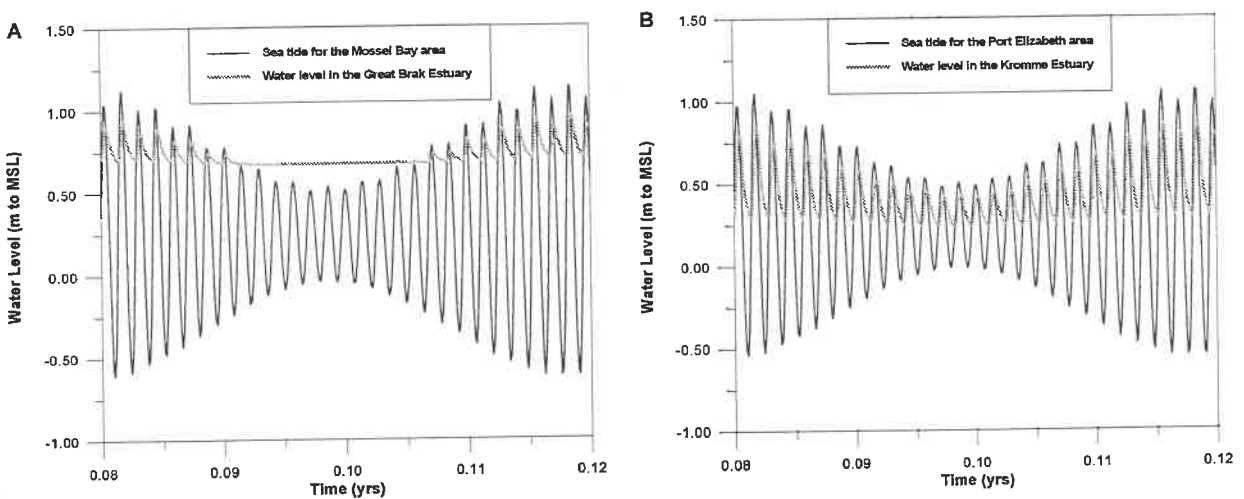 A
1.50
1.00
0.50
0.00
-0.50
-1.00
Water Level (m to MSL)
Sea tide for the Mossel Bay area
Water level in the Great Brak Estuary
0.08
0.09
0.10
0.11
0.12
Time (yrs)
B
1.50
1.00
0.50
0.00
-0.50
-1.00
Water Level (m to MSL)
Sea tide for the Port Elizabeth area
Water level in the Kromme Estuary
0.08
0.09
0.10
0.11
0.12
Time (yrs)